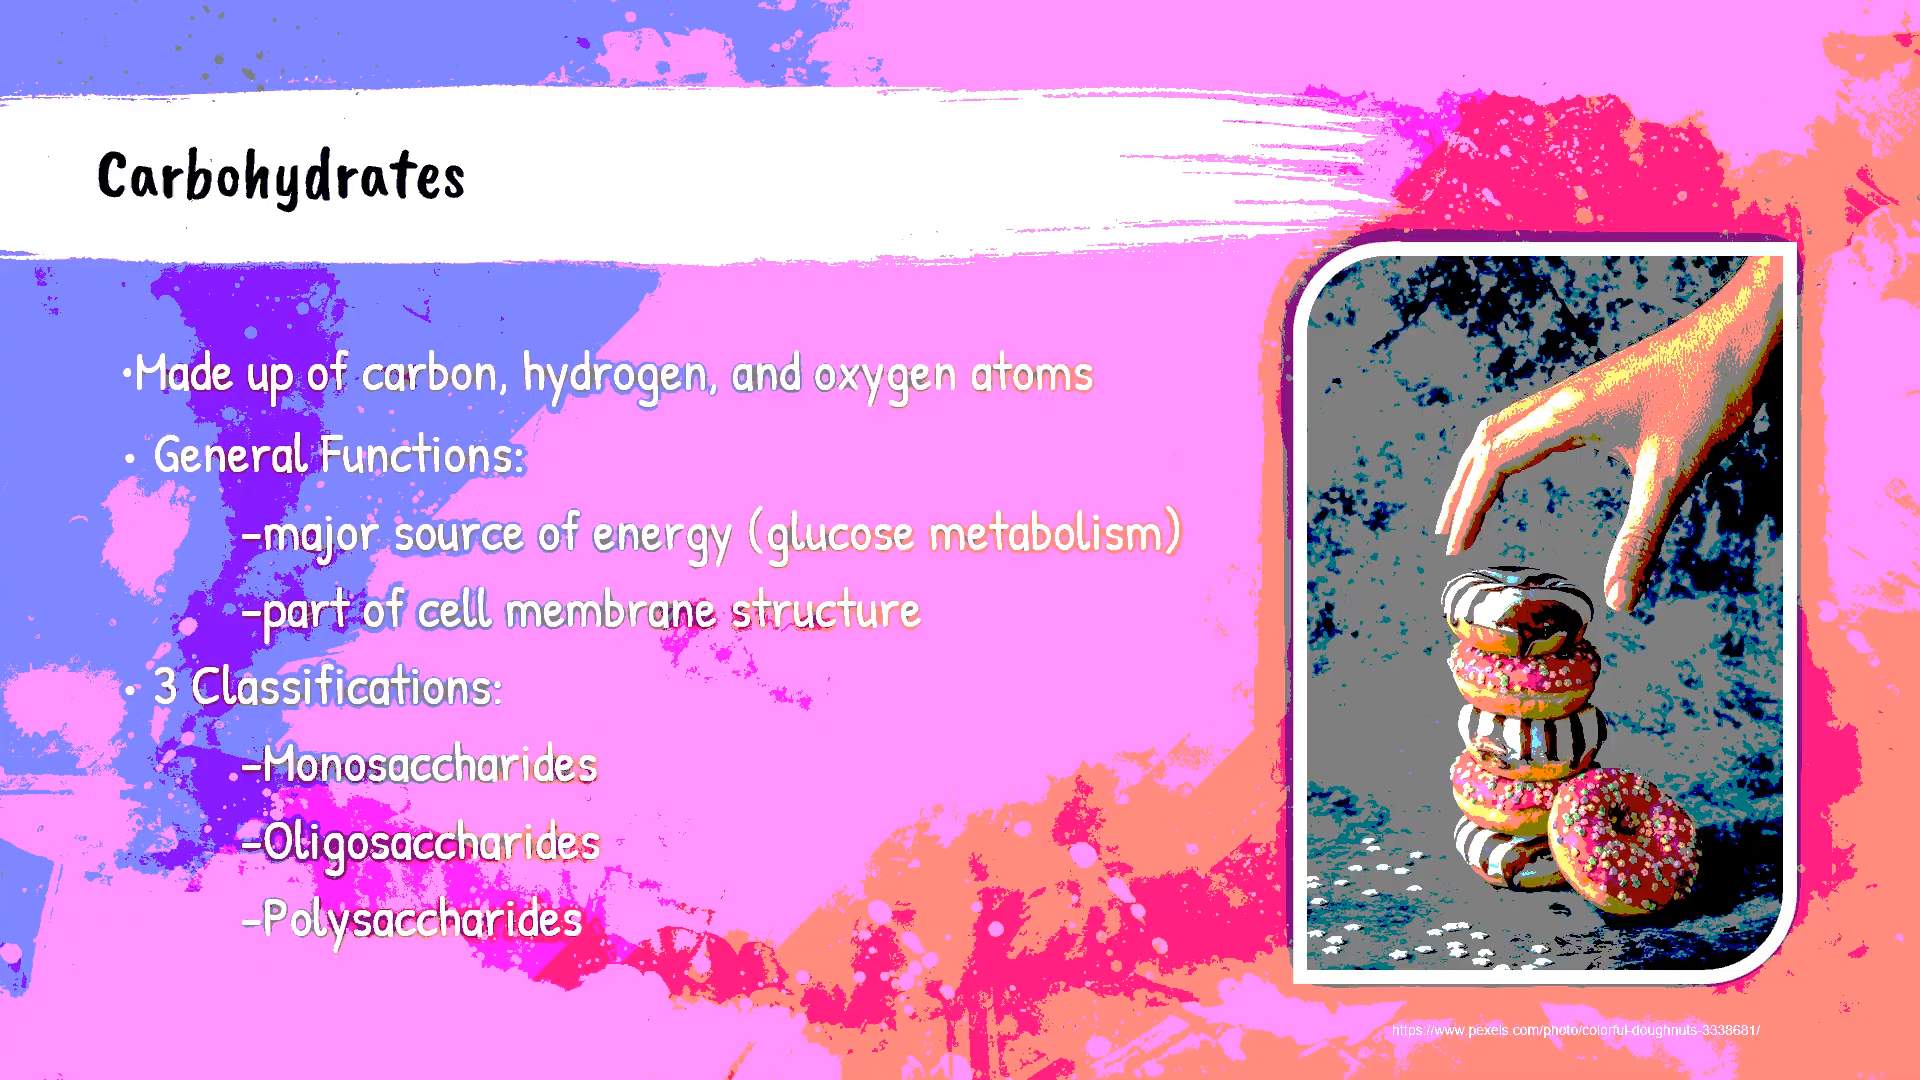 Carbohydrates
•Made up of carbon, hydrogen, and oxygen atoms
• General Functions:
-major source of energy (glucose metabolism)
-part of cell membrane structure
• 3 Classifications:
-Monosaccharides
-Oligosaccharides
-Polysaccharides
https://www.pexels.com/photo/colorful-doughnuts-3338681/